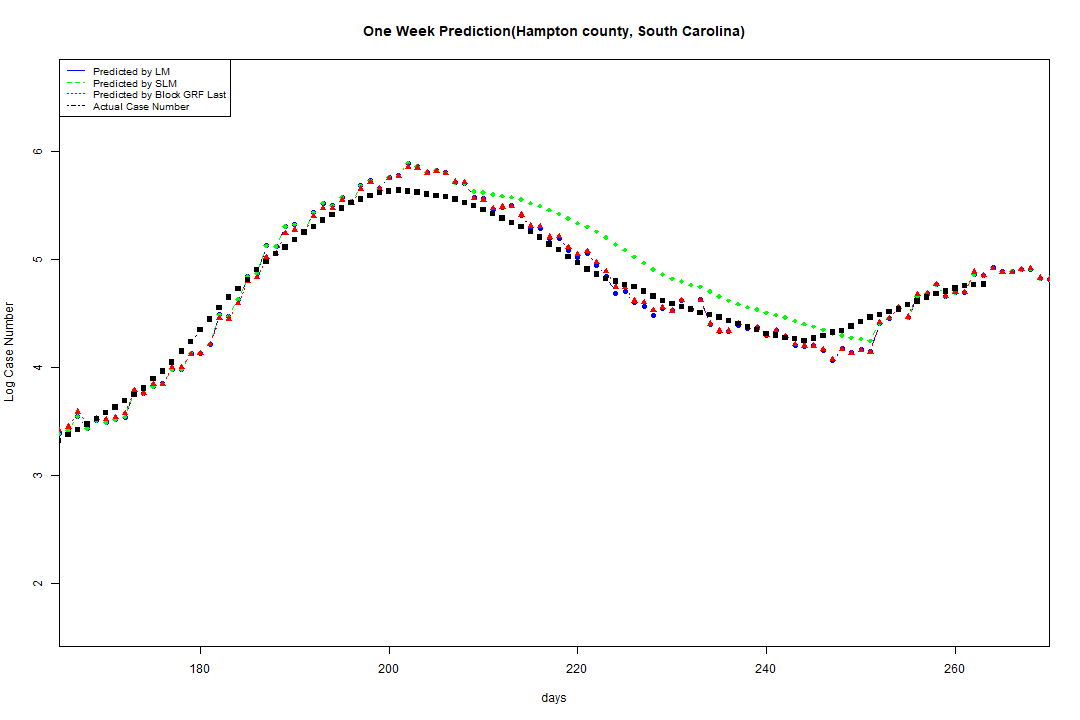 One Week Prediction(Hampton county, South Carolina)
Predicted by LM
Predicted by SLM
Predicted by Block GRF Last
Actual Case Number
6
5
4
3
2
Log Case Number
180 200 220 240 260
days